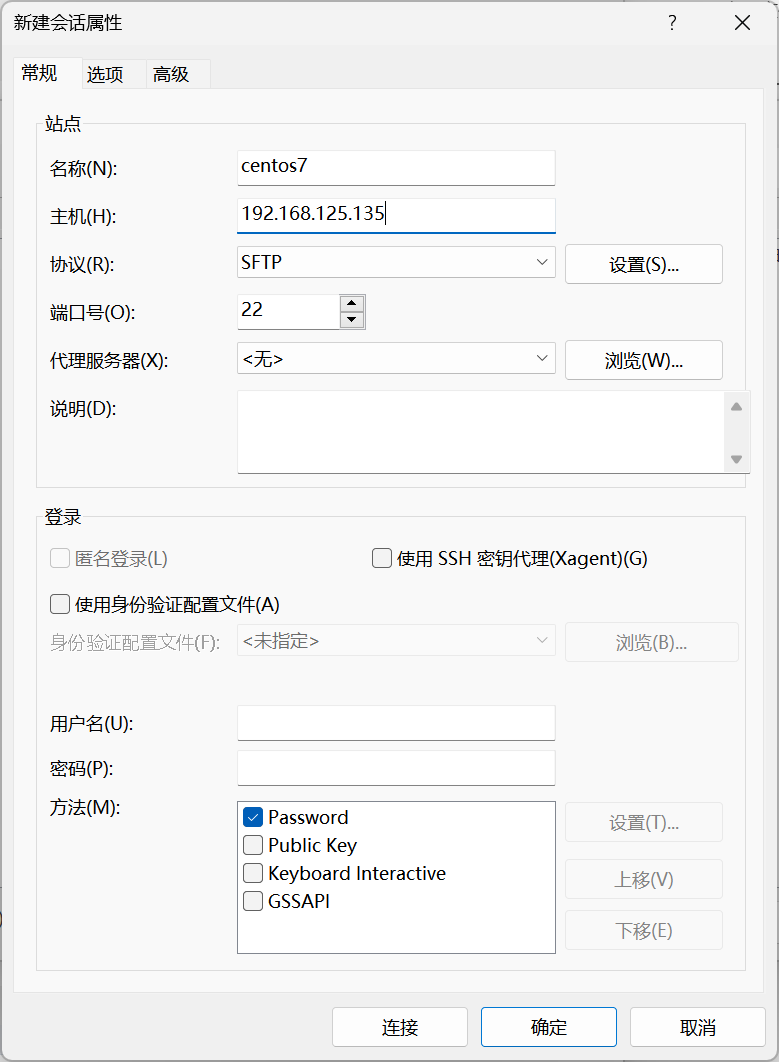 新建会话属性
?
常规 选项 高级
站点
名称(N): centos7
主机(H): 192.168.125.135
协议(R): SFTP 设置(S)...
端口号(O): 22
代理服务器(X): <无> 浏览(W)...
说明(D):
登录
匿名登录(L) 使用 SSH 密钥代理(Xagent)(G)
使用身份验证配置文件(A)
身份验证配置文件(F): <未指定> 浏览(B)...
用户名(U):
密码(P):
方法(M):
Password 设置(T)...
Public Key
Keyboard Interactive 上移(V)
GSSAPI
下移(E)
连接 确定 取消